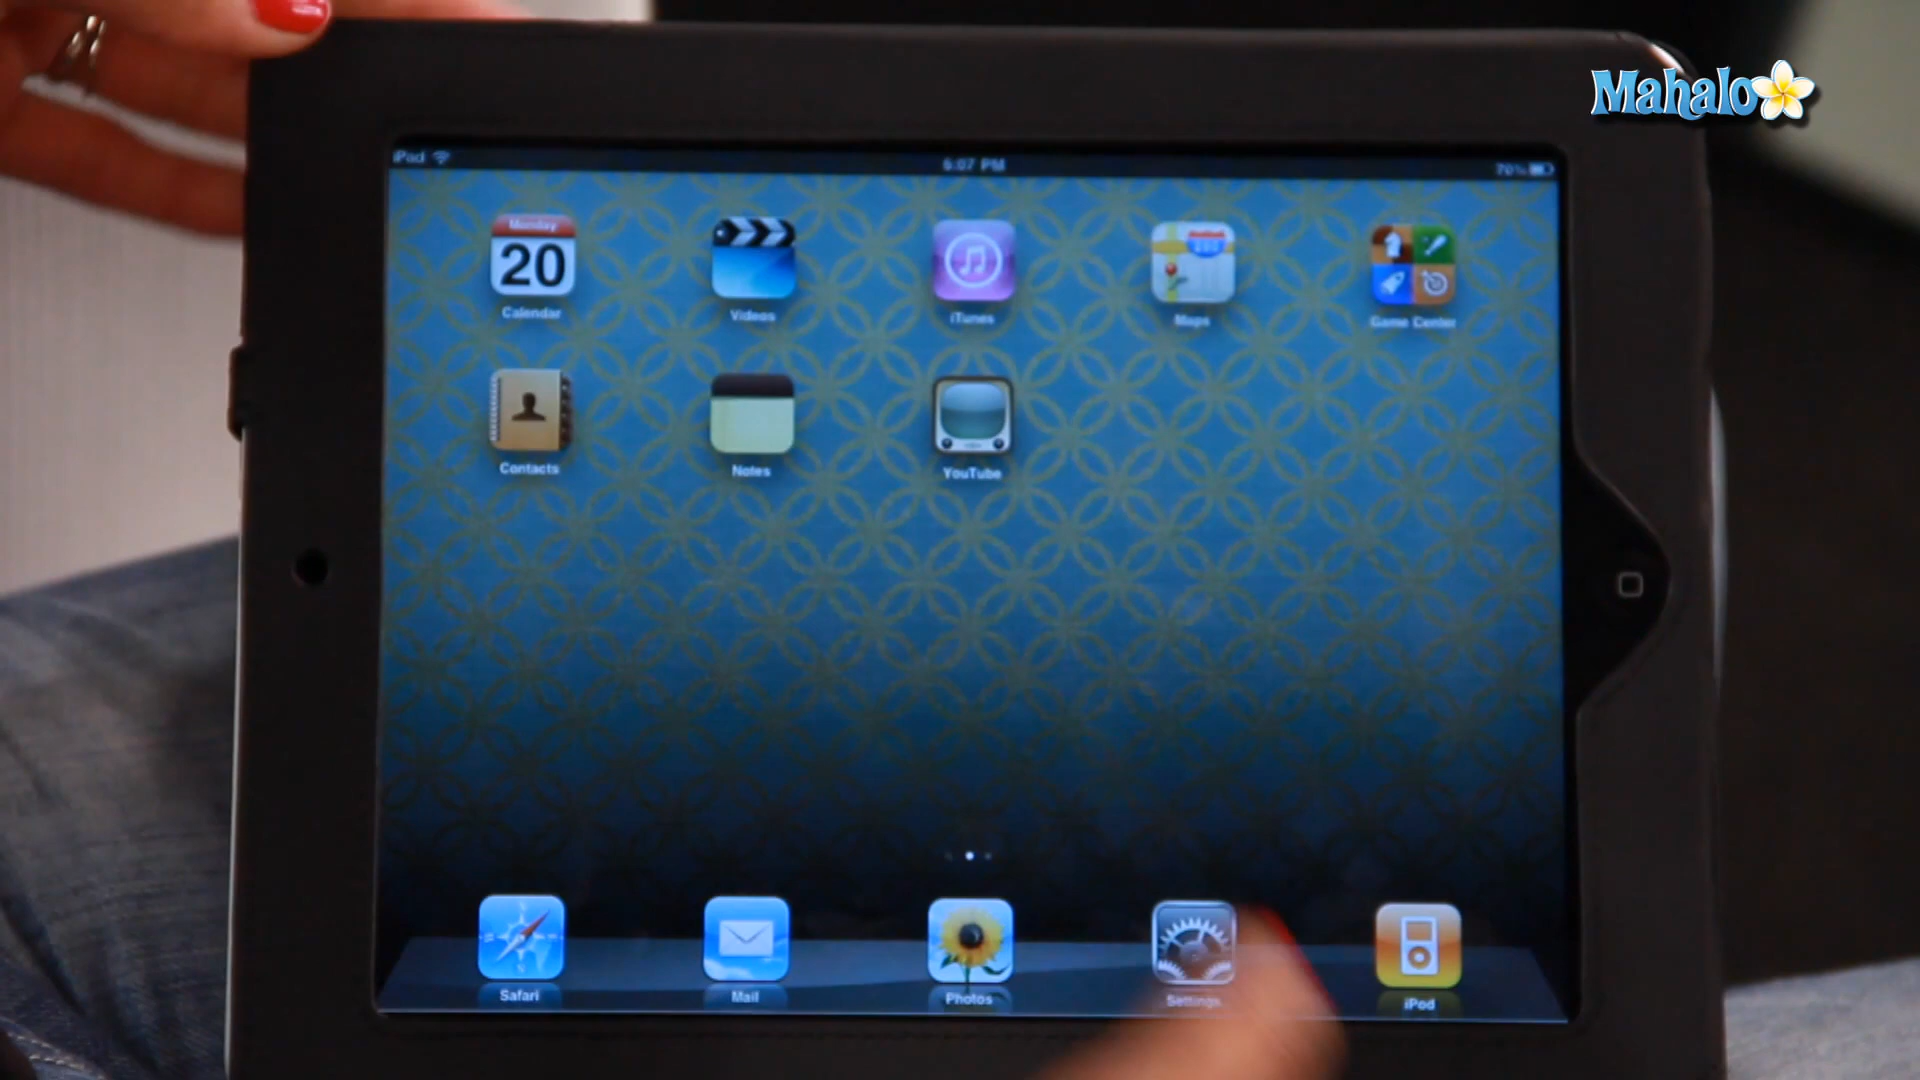 Mahalo
iPad 6:07 PM 70%
Monday
20
Calendar Videos iTunes Maps Game Center
Contacts Notes YouTube
Safari Mail Photos Settings iPod